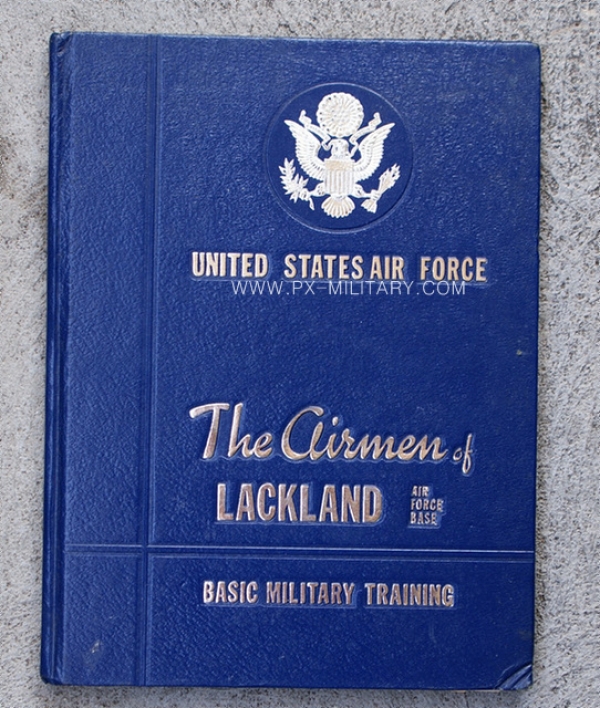 UNITED STATES AIR FORCE
WWW.PX-MILITARY.COM
The Airmen of
LACKLAND AIR
FORCE
BASE
BASIC MILITARY TRAINING